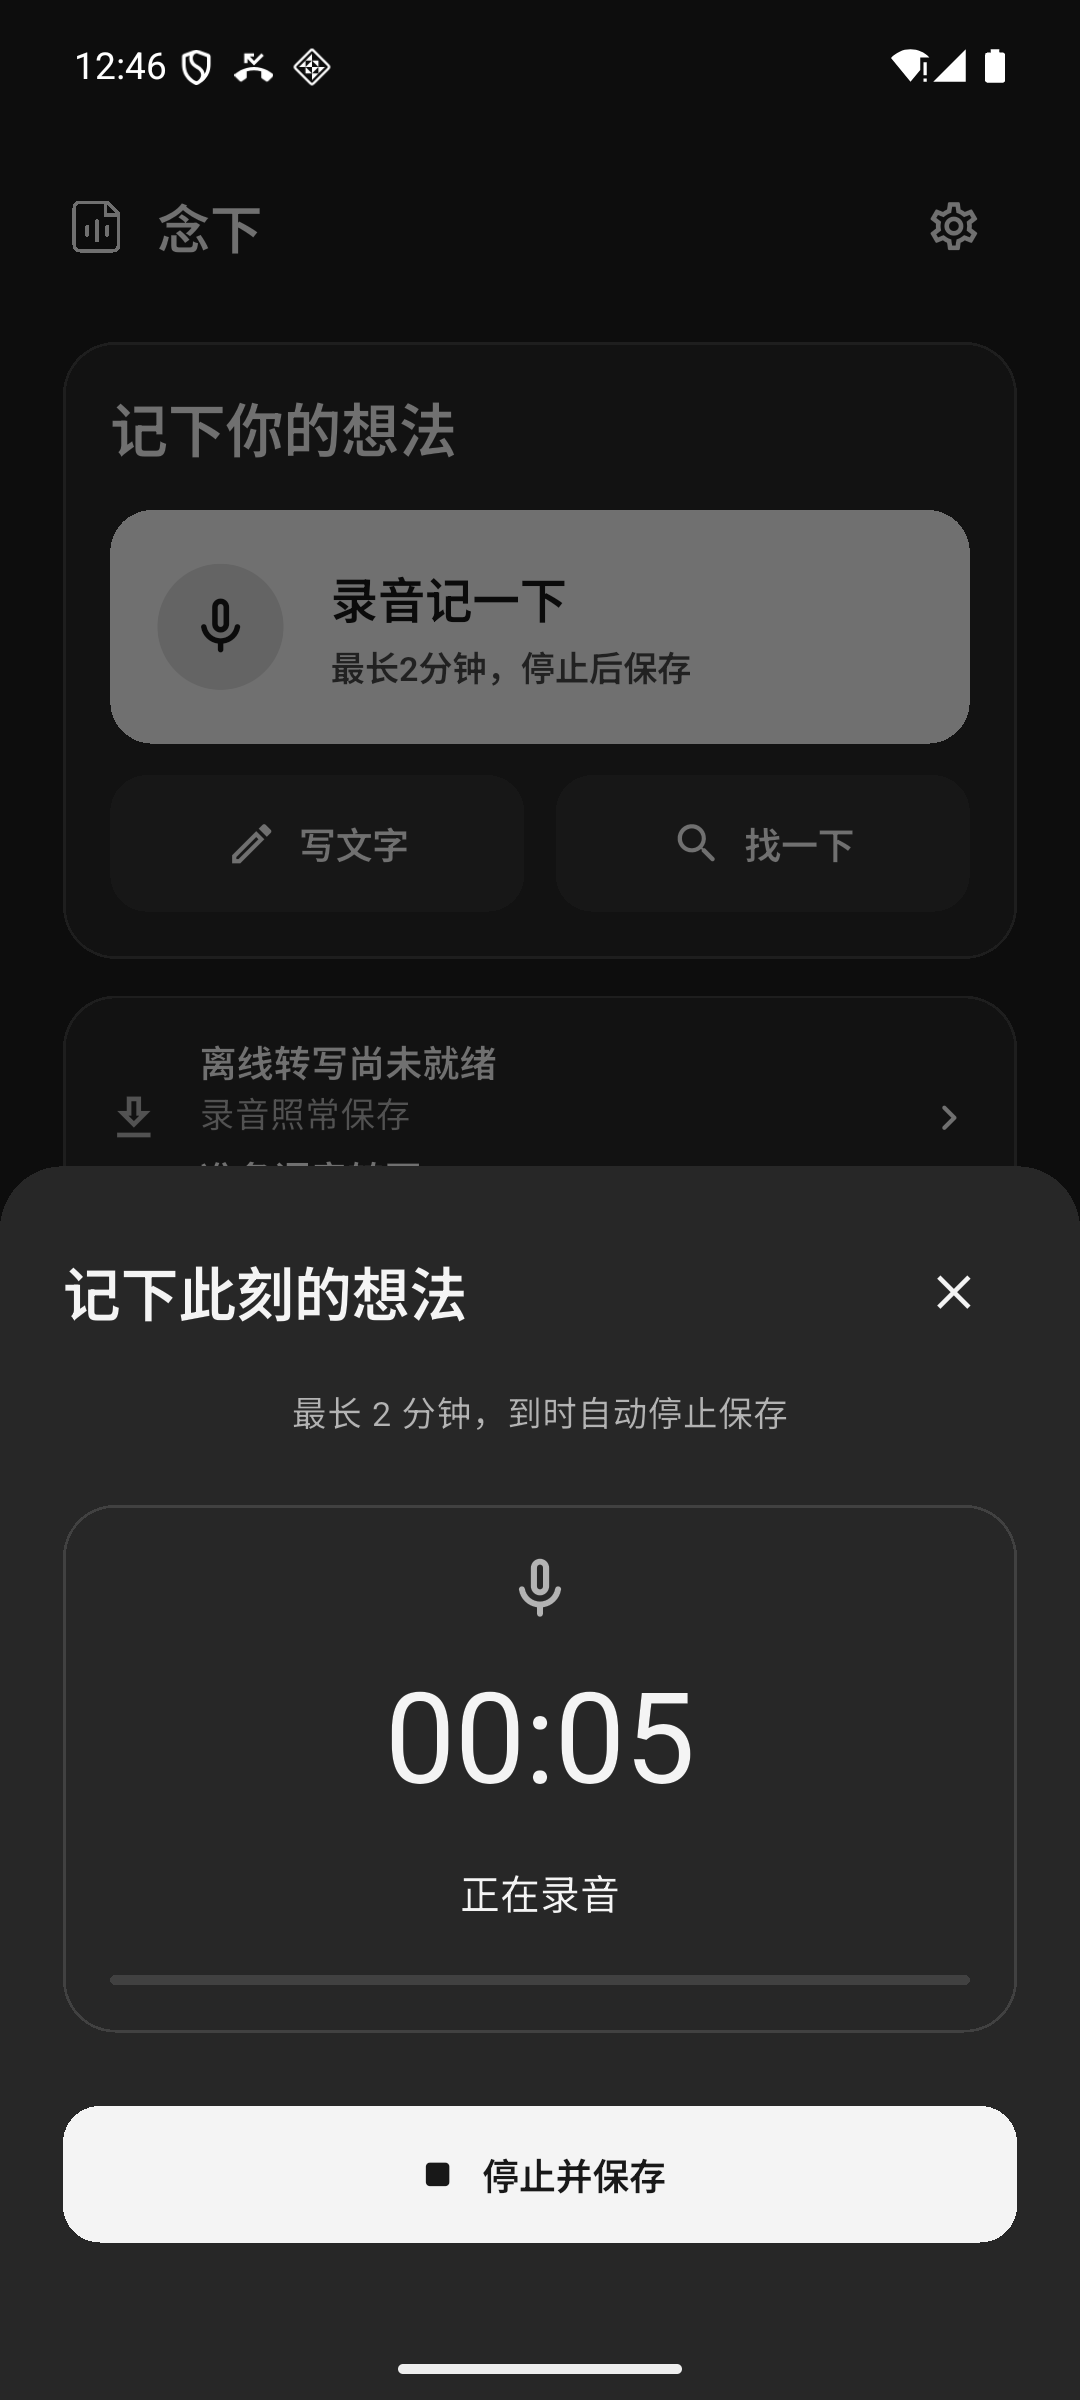 12:46
念下
记下你的想法
录音记一下
最长2分钟，停止后保存
写文字
找一下
离线转写尚未就绪
录音照常保存
记下此刻的想法
最长 2 分钟，到时自动停止保存
00:05
正在录音
停止并保存